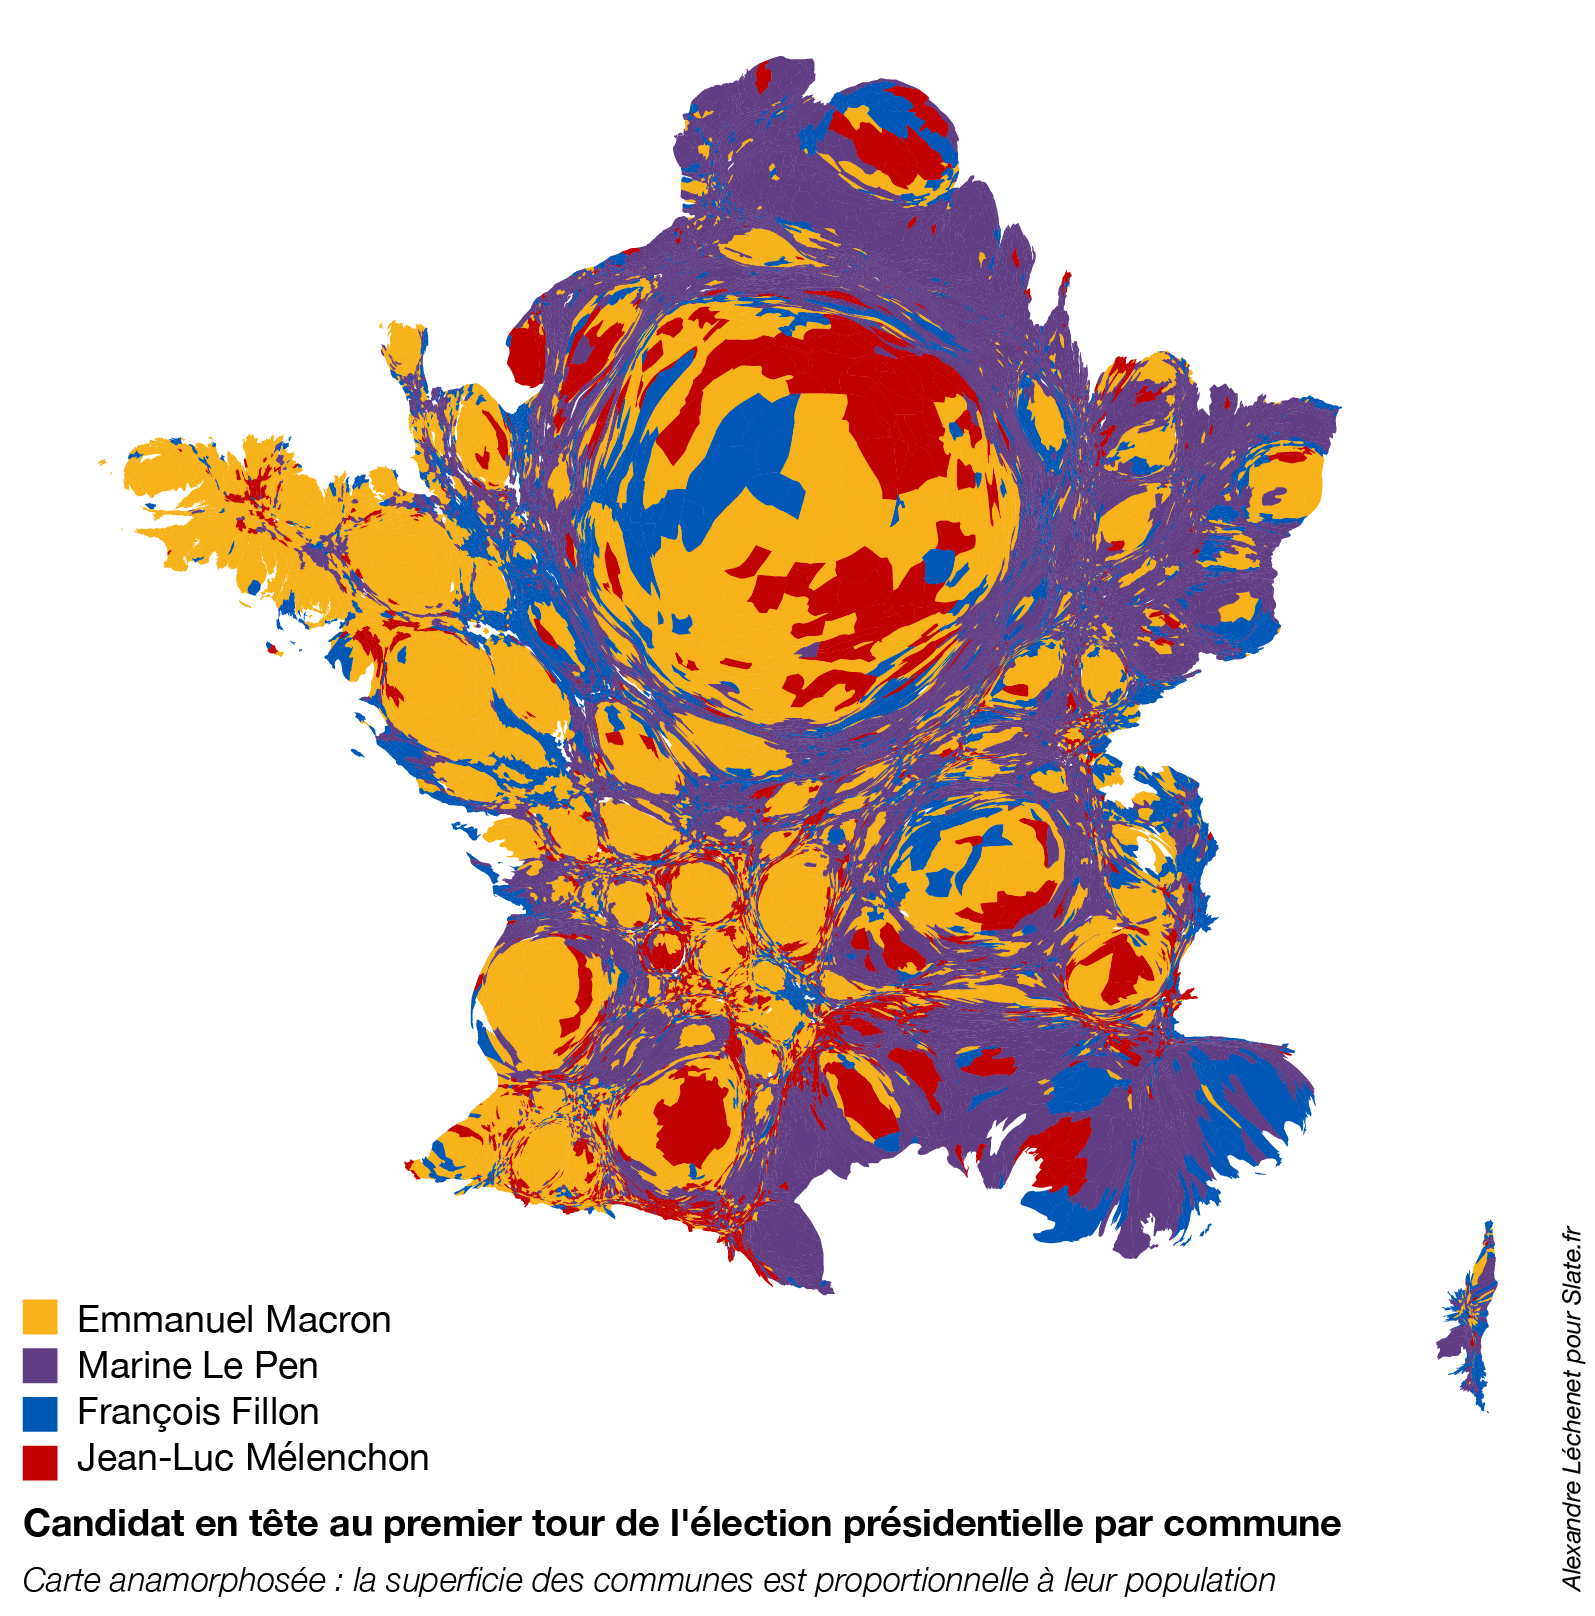 Emmanuel Macron
Marine Le Pen
François Fillon
Jean-Luc Mélenchon
Candidat en tête au premier tour de l'élection présidentielle par commune
Carte anamorphosée : la superficie des communes est proportionnelle à leur population
Alexandre Léchenet pour Slate.fr